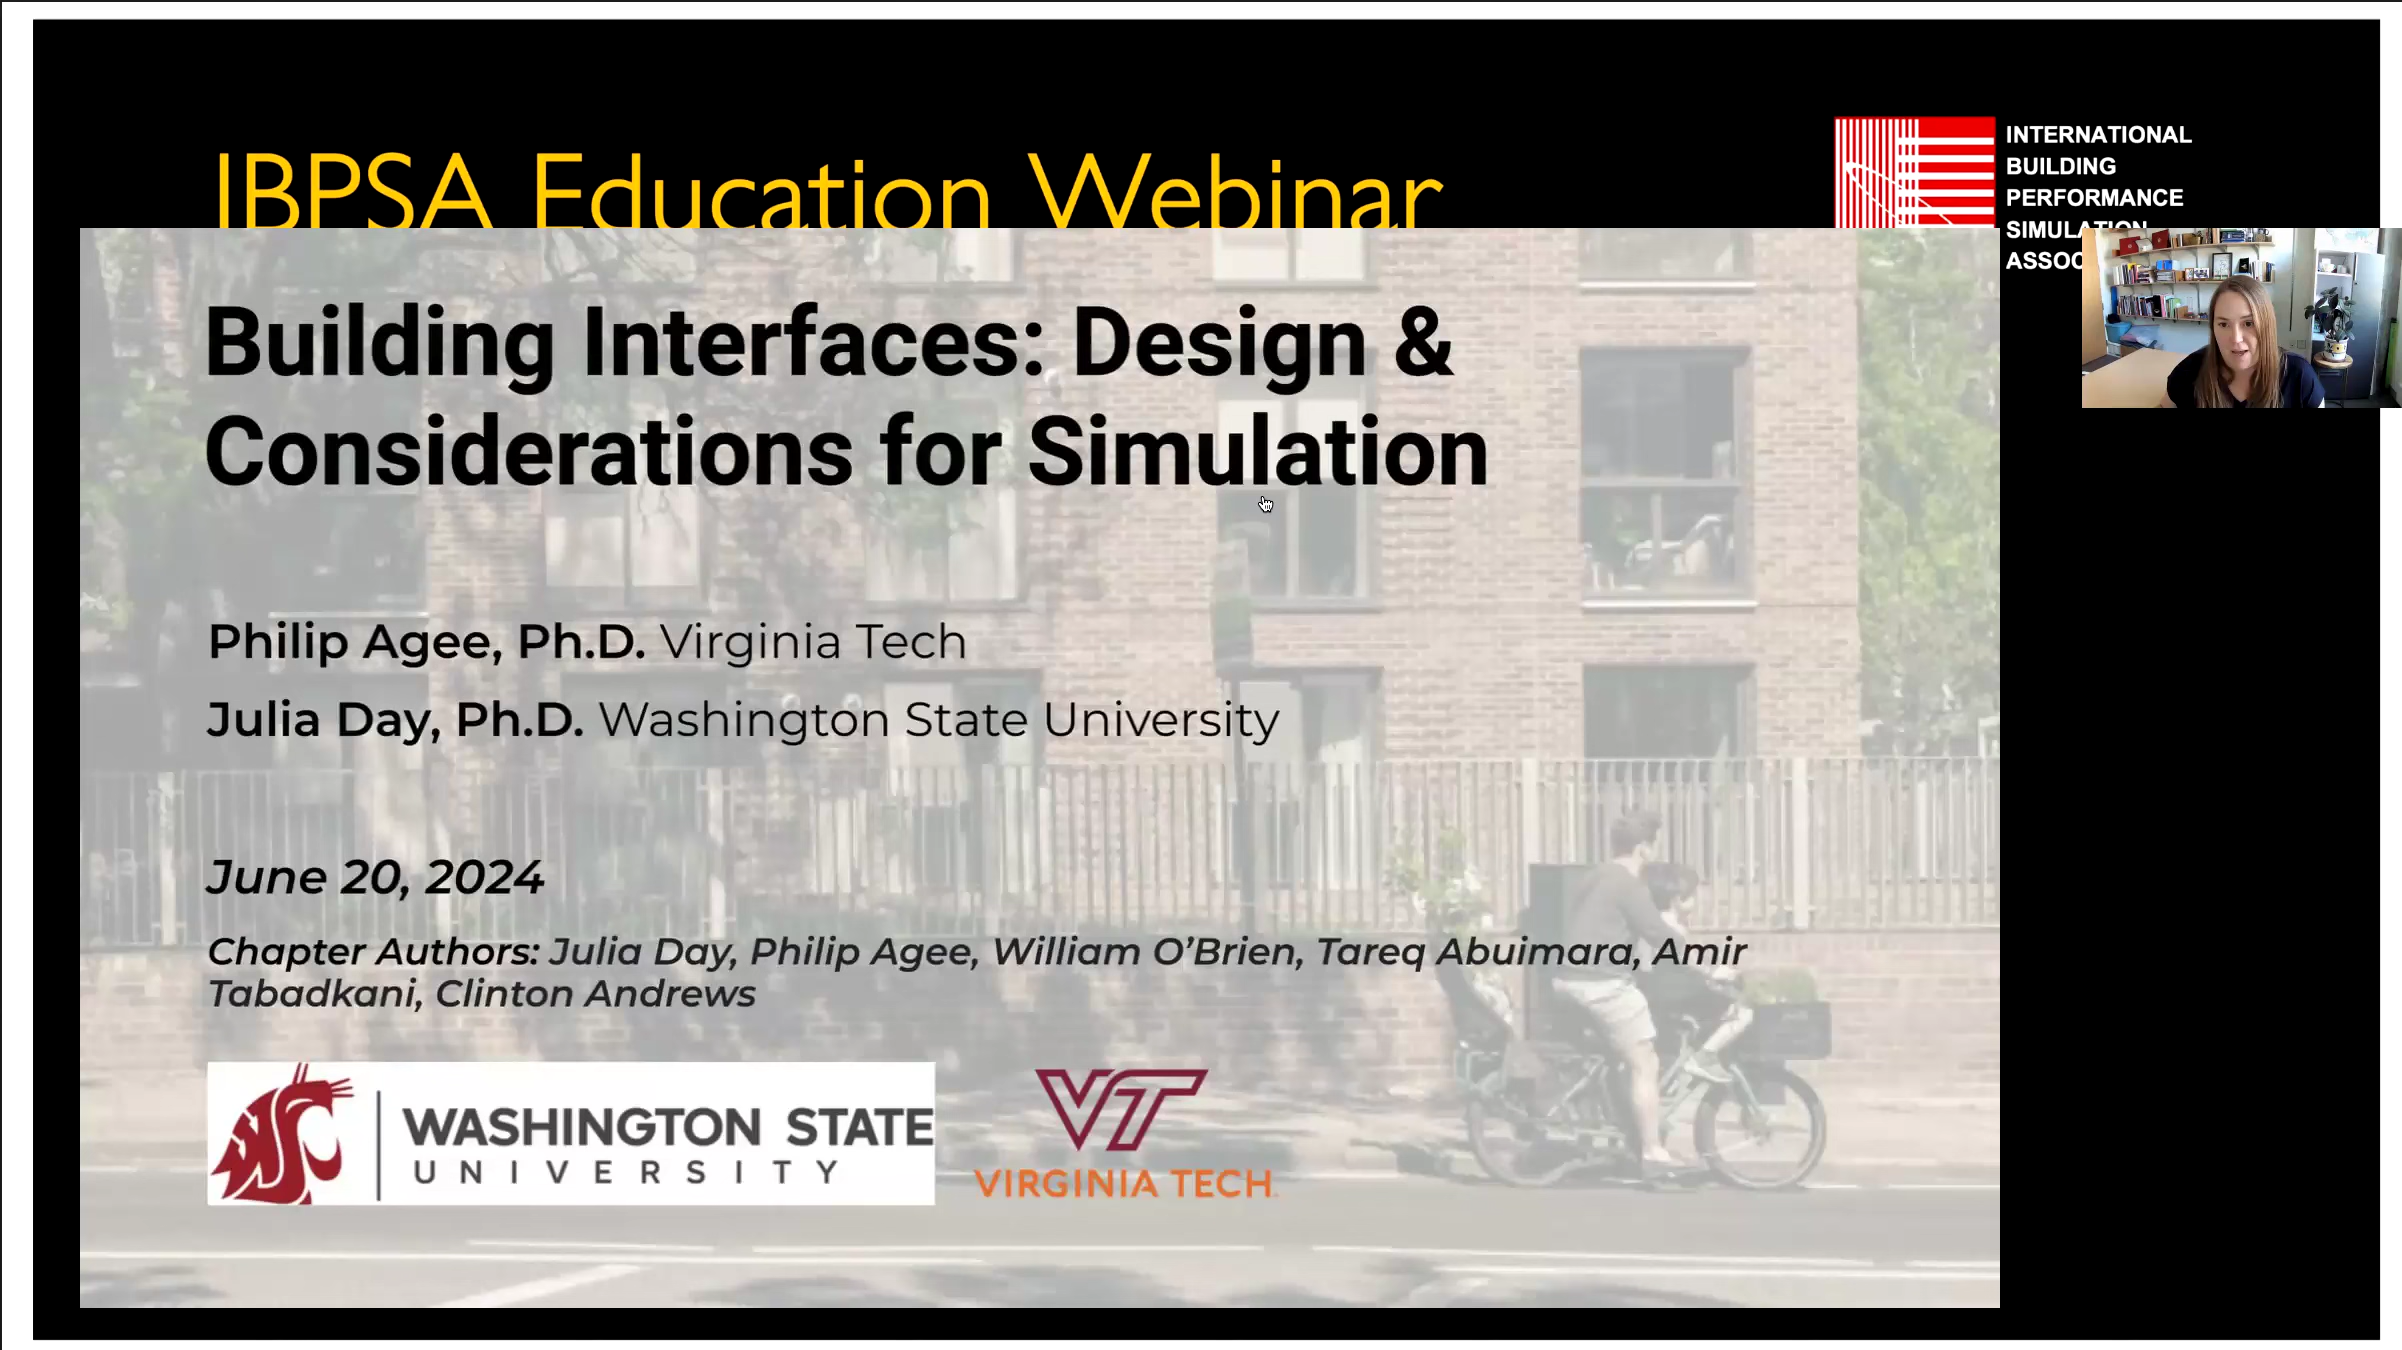 IBPSA Education Webinar
INTERNATIONAL
BUILDING
PERFORMANCE
SIMULATION
ASSOC
Building Interfaces: Design &
Considerations for Simulation
Philip Agee, Ph.D. Virginia Tech
Julia Day, Ph.D. Washington State University
June 20, 2024
Chapter Authors: Julia Day, Philip Agee, William O’Brien, Tareq Abuimara, Amir
Tabadkani, Clinton Andrews
WASHINGTON STATE
UNIVERSITY
VT
VIRGINIA TECH.